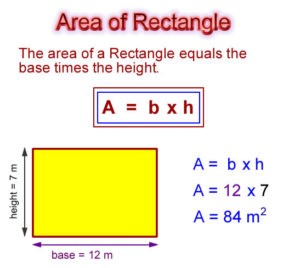 Area of Rectangle
The area of a Rectangle equals the
base times the height.
A = b x h
height = 7 m
A = b x h
A = 12 x 7
A = 84 m²
base = 12 m